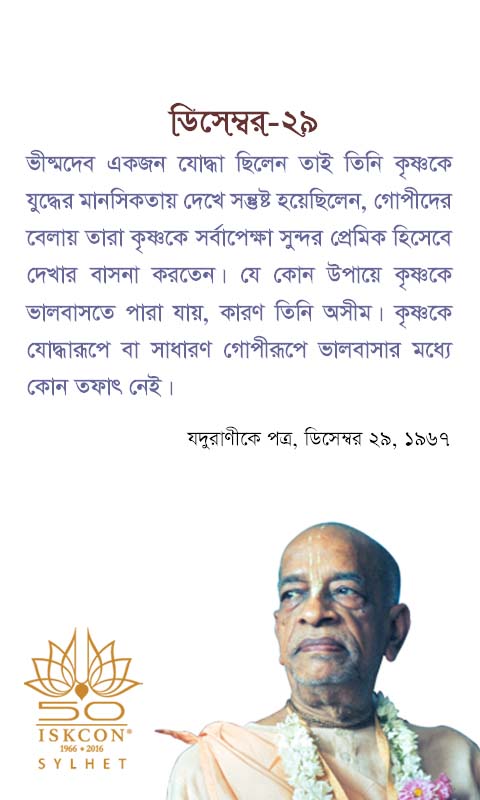 ডিসেম্বর-২৯
ভীষ্মদেব একজন যোদ্ধা ছিলেন তাই তিনি কৃষ্ণকে
যুদ্ধের মানসিকতায় দেখে সন্তুষ্ট হয়েছিলেন, গোপীদের
বেলায় তারা কৃষ্ণকে সর্বাপেক্ষা সুন্দর প্রেমিক হিসেবে
দেখার বাসনা করতেন। যে কোন উপায়ে কৃষ্ণকে
ভালবাসতে পারা যায়, কারণ তিনি অসীম। কৃষ্ণকে
যোদ্ধারূপে বা সাধারণ গোপীরূপে ভালবাসার মধ্যে
কোন তফাৎ নেই।
যদুরাণীকে পত্র, ডিসেম্বর ২৯, ১৯৬৭
50
ISKCON®
1966 • 2016
SYLHET